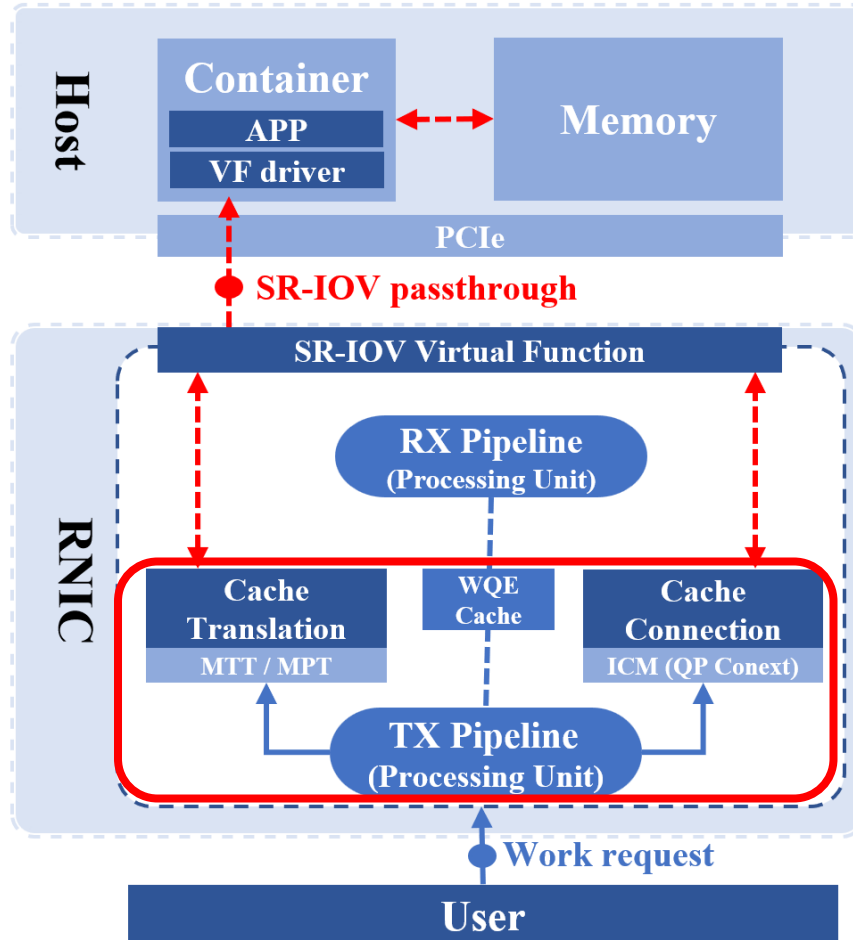 Host
Container
APP
VF driver
Memory
PCIe
SR-IOV passthrough
RNIC
SR-IOV Virtual Function
RX Pipeline
(Processing Unit)
Cache
Translation
MTT / MPT
WQE
Cache
Cache
Connection
ICM (QP Conext)
TX Pipeline
(Processing Unit)
Work request
User